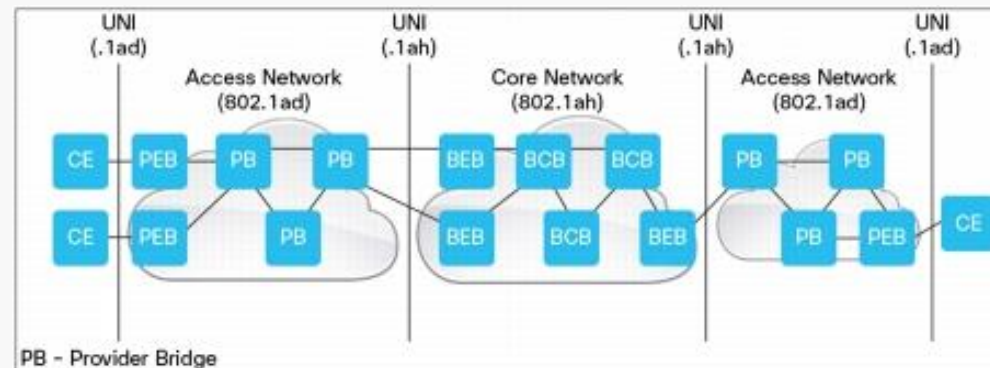 UNI UNI UNI UNI
(.1ad) (.1ah) (.1ah) (.1ad)
Access Network Core Network Access Network
(802.1ad) (802.1ah) (802.1ad)
CE PEB PB PB BEB BCB BCB PB PB
CE PEB PB BEB BCB BEB PB PEB CE
PB - Provider Bridge